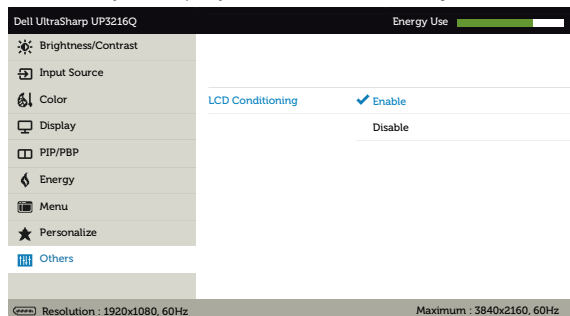 Dell UltraSharp UP3216Q Energy Use
Brightness/Contrast
Input Source
Color
LCD Conditioning Enable
Display
Disable
PIP/PBP
Energy
Menu
Personalize
Others
Resolution : 1920x1080, 60Hz Maximum : 3840x2160, 60Hz